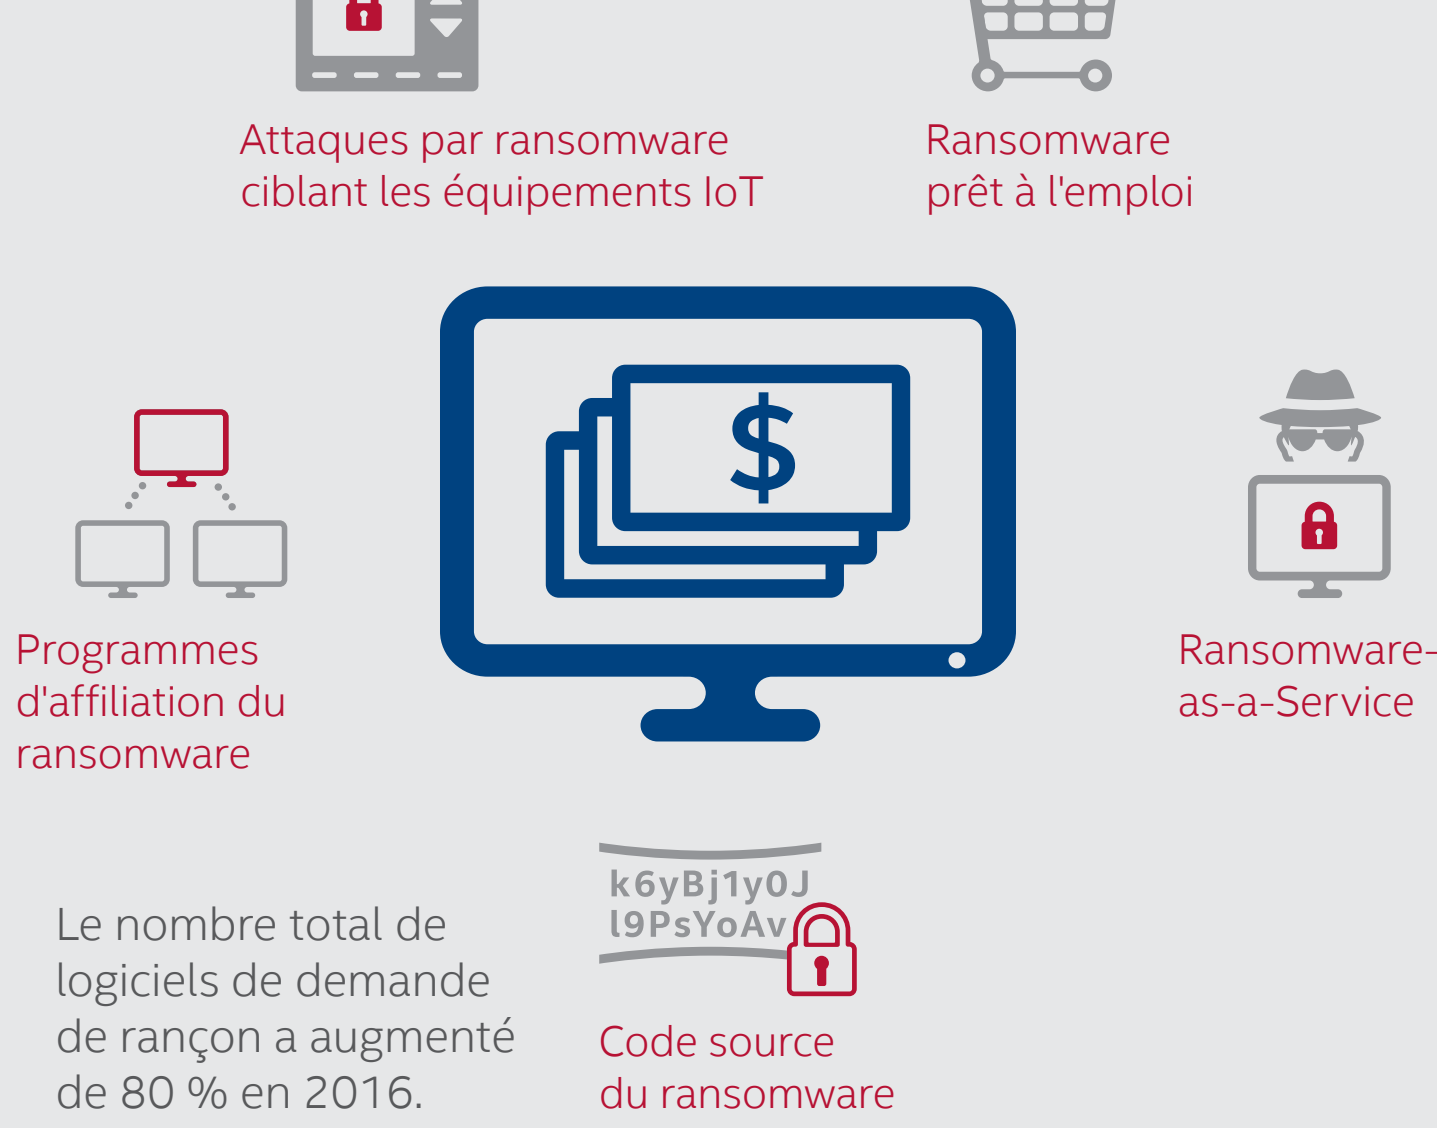 Attaques par ransomware
ciblant les équipements IoT
Ransomware
prêt à l'emploi
$
Programmes
d'affiliation du
ransomware
Ransomware-
as-a-Service
k6yBj1y0J
l9PsYoAv
Le nombre total de
logiciels de demande
de rançon a augmenté
de 80 % en 2016.
Code source
du ransomware